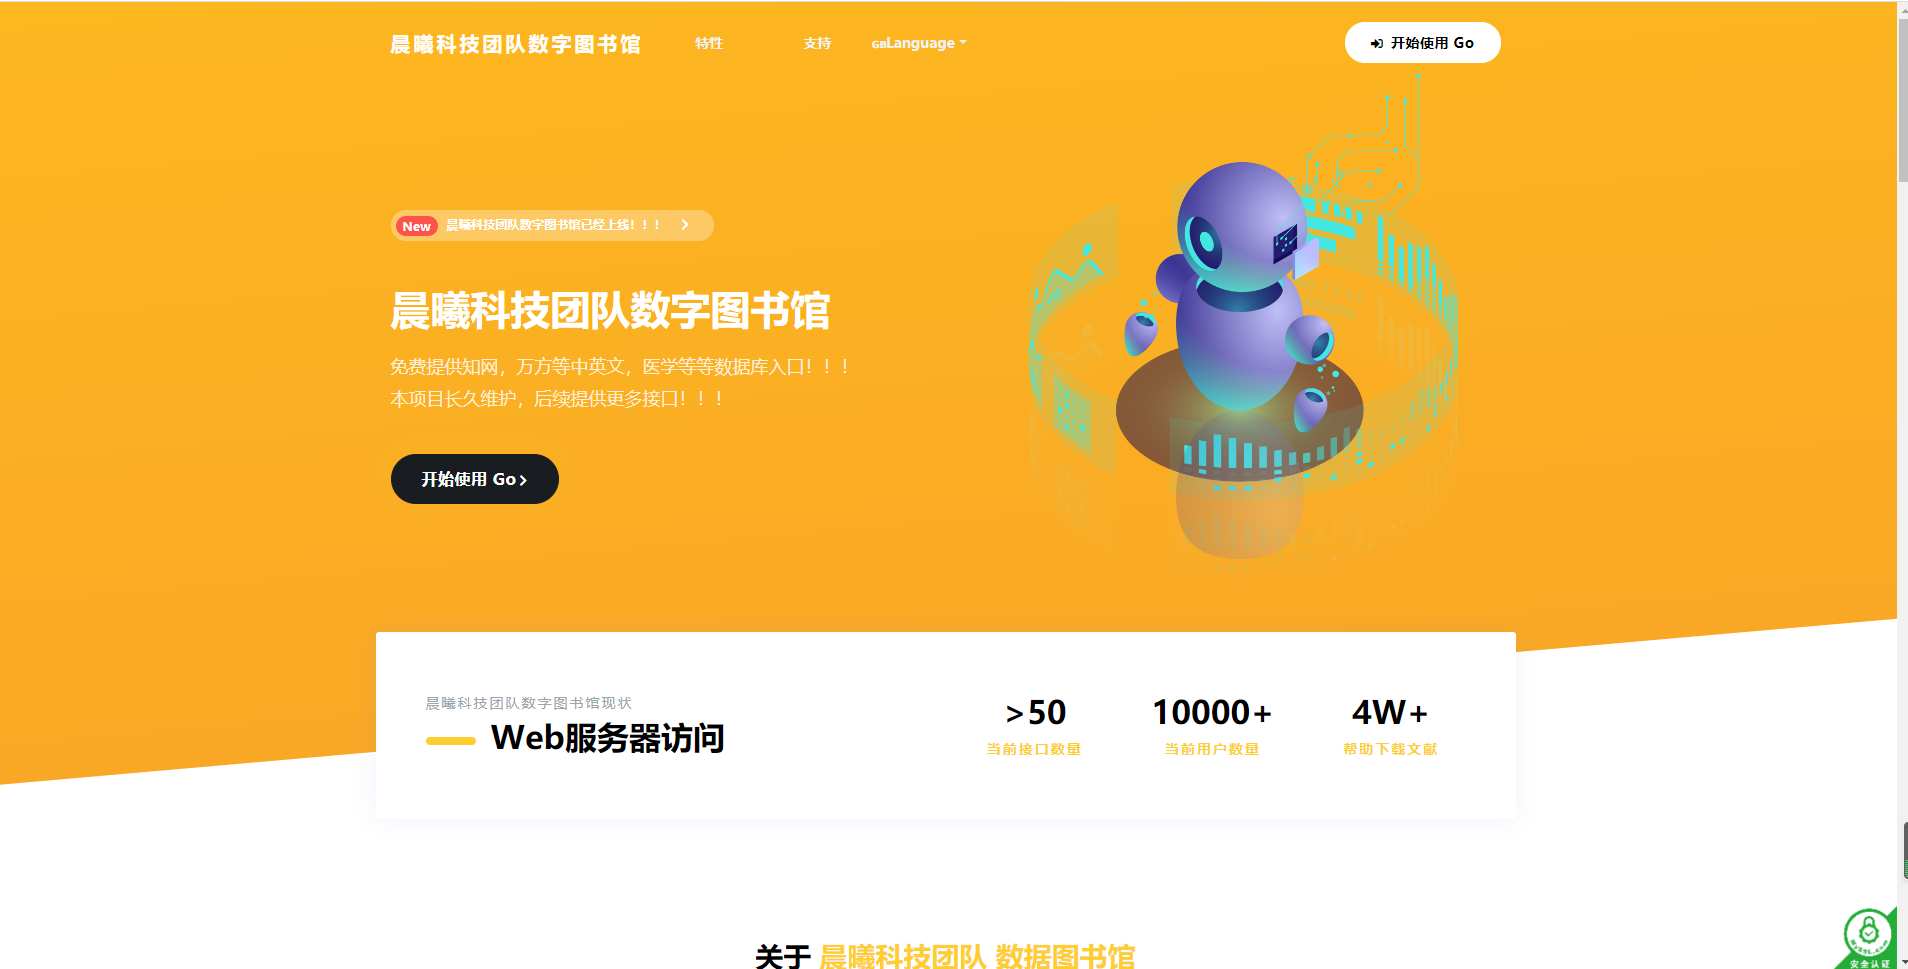 晨曦科技团队数字图书馆
特性
支持
GBLanguage
开始使用 Go
New 晨曦科技团队数字图书馆已经上线！！！
晨曦科技团队数字图书馆
免费提供知网，万方等中英文，医学等等数据库入口！！！
本项目长久维护，后续提供更多接口！！！
开始使用 Go
晨曦科技团队数字图书馆现状
Web服务器访问
>50
当前接口数量
10000+
当前用户数量
4W+
帮助下载文献
MySSL.com
安全认证
关于 晨曦科技团队 数据图书馆